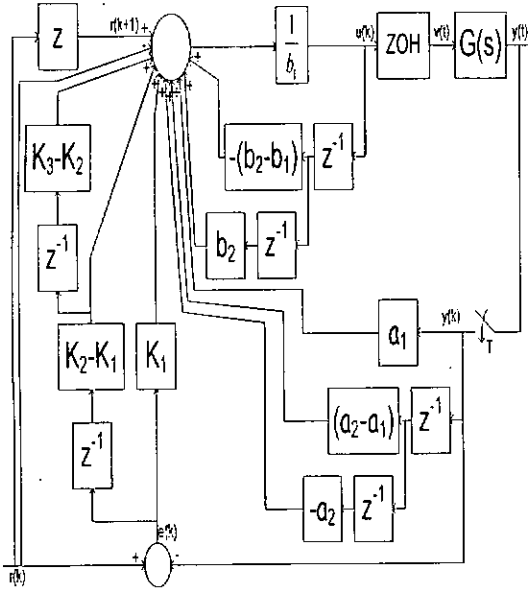 z
r(k+1)
+
-
+
+
+
+
+
+
+
+
1
b₁
u(k)
ZOH
v(t)
G(s)
y(t)
K₃-K₂
-(b₂-b₁)
z⁻¹
z⁻¹
b₂
z⁻¹
K₂-K₁
K₁
a₁
y(k)
T
z⁻¹
(a₂-a₁)
z⁻¹
-a₂
z⁻¹
e(k)
+
-
r(k)